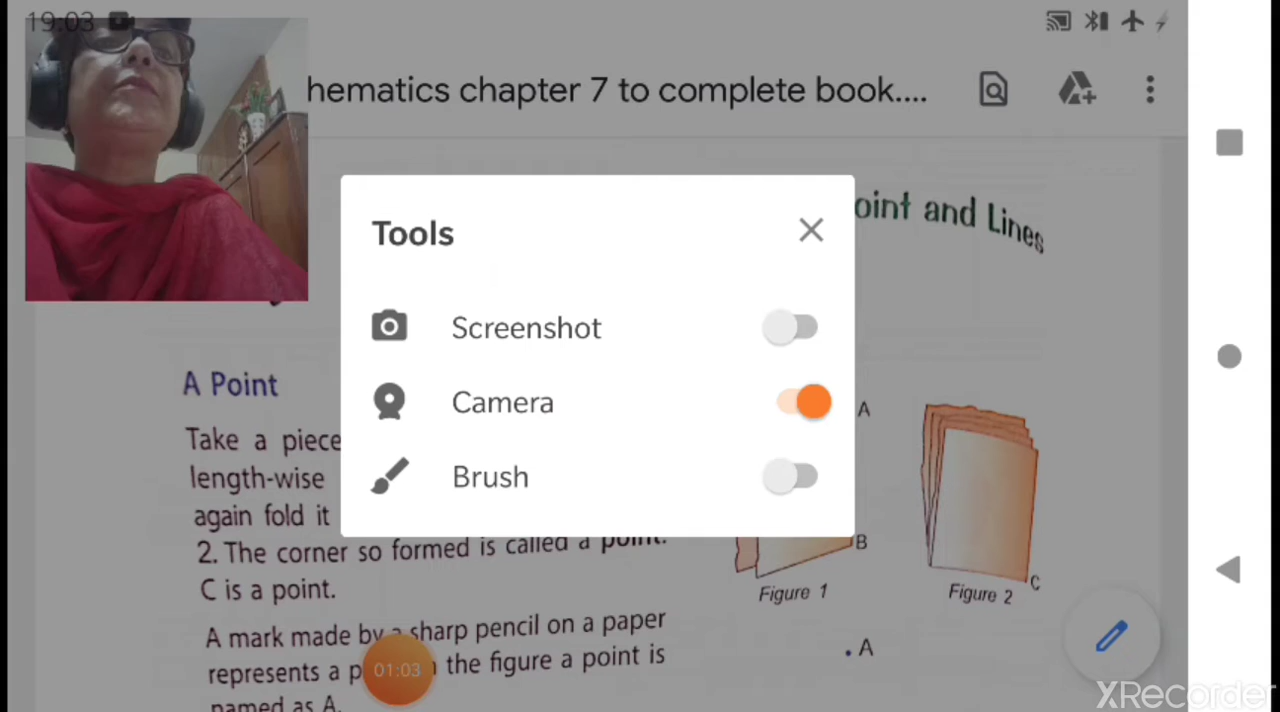 19:03
hematics chapter 7 to complete book....
oint and Lines
Tools
Screenshot
Camera
Brush
A Point
Take a piece
length-wise
again fold it
2. The corner so formed is called a point.
C is a point.
A mark made by a sharp pencil on a paper
represents a p the figure a point is
named as A.
01:03
A
B
Figure 1
C
Figure 2
A
XRecorder